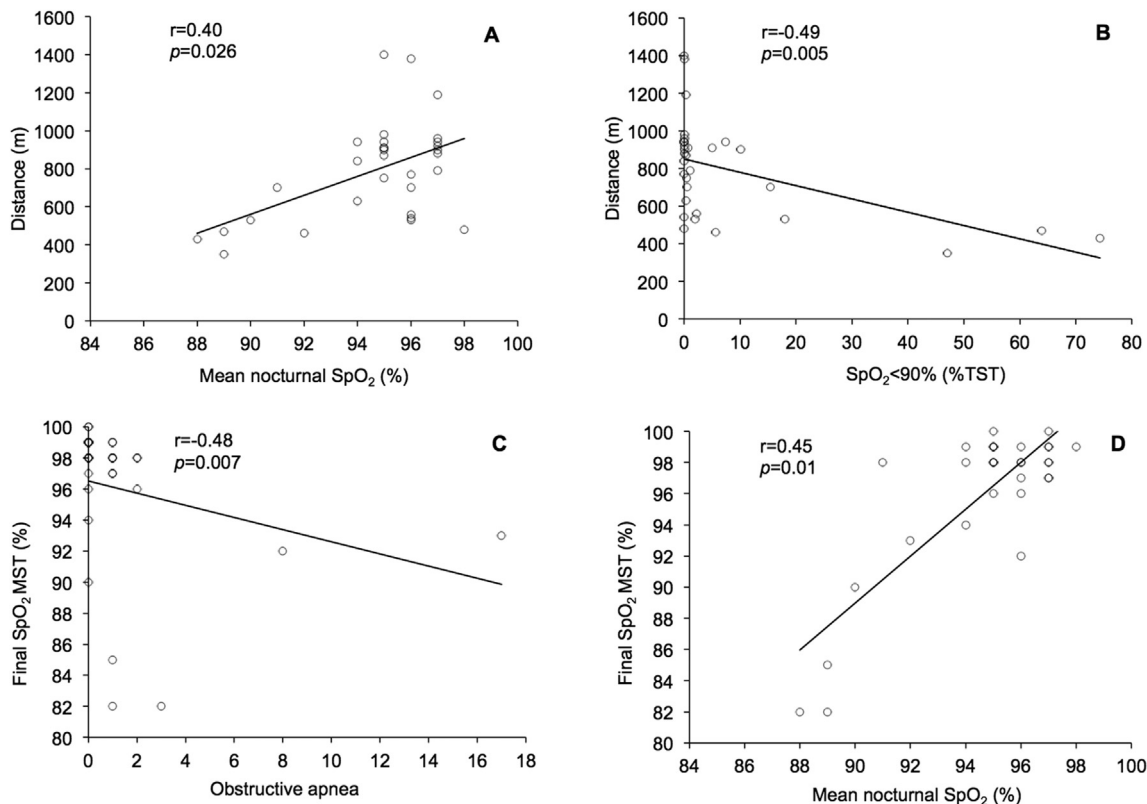 A
r=0.40
p=0.026
Distance (m)
1600
1400
1200
1000
800
600
400
200
0
84 86 88 90 92 94 96 98 100
Mean nocturnal SpO₂ (%)
B
r=-0.49
p=0.005
Distance (m)
1600
1400
1200
1000
800
600
400
200
0
0 10 20 30 40 50 60 70 80
SpO₂<90% (%TST)
C
r=-0.48
p=0.007
Final SpO₂ MST (%)
100
98
96
94
92
90
88
86
84
82
80
0 2 4 6 8 10 12 14 16 18
Obstructive apnea
D
r=0.45
p=0.01
Final SpO₂ MST (%)
100
98
96
94
92
90
88
86
84
82
80
84 86 88 90 92 94 96 98 100
Mean nocturnal SpO₂ (%)